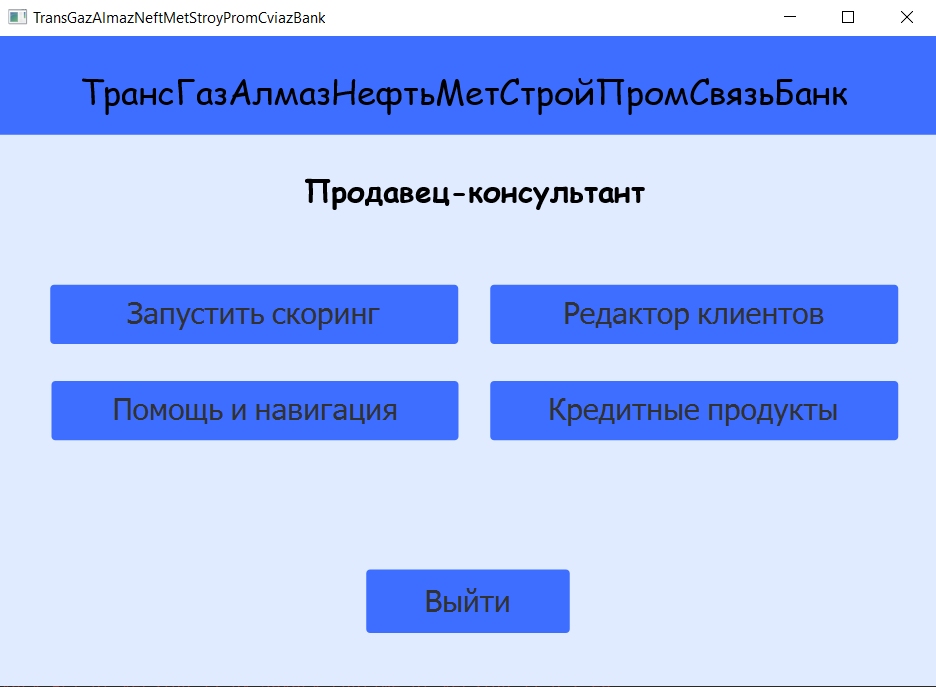 TransGazAlmazNeftMetStroyPromCviazBank
ТрансГазАлмазНефтьМетСтройПромСвязьБанк
Продавец-консультант
Запустить скоринг
Редактор клиентов
Помощь и навигация
Кредитные продукты
Выйти